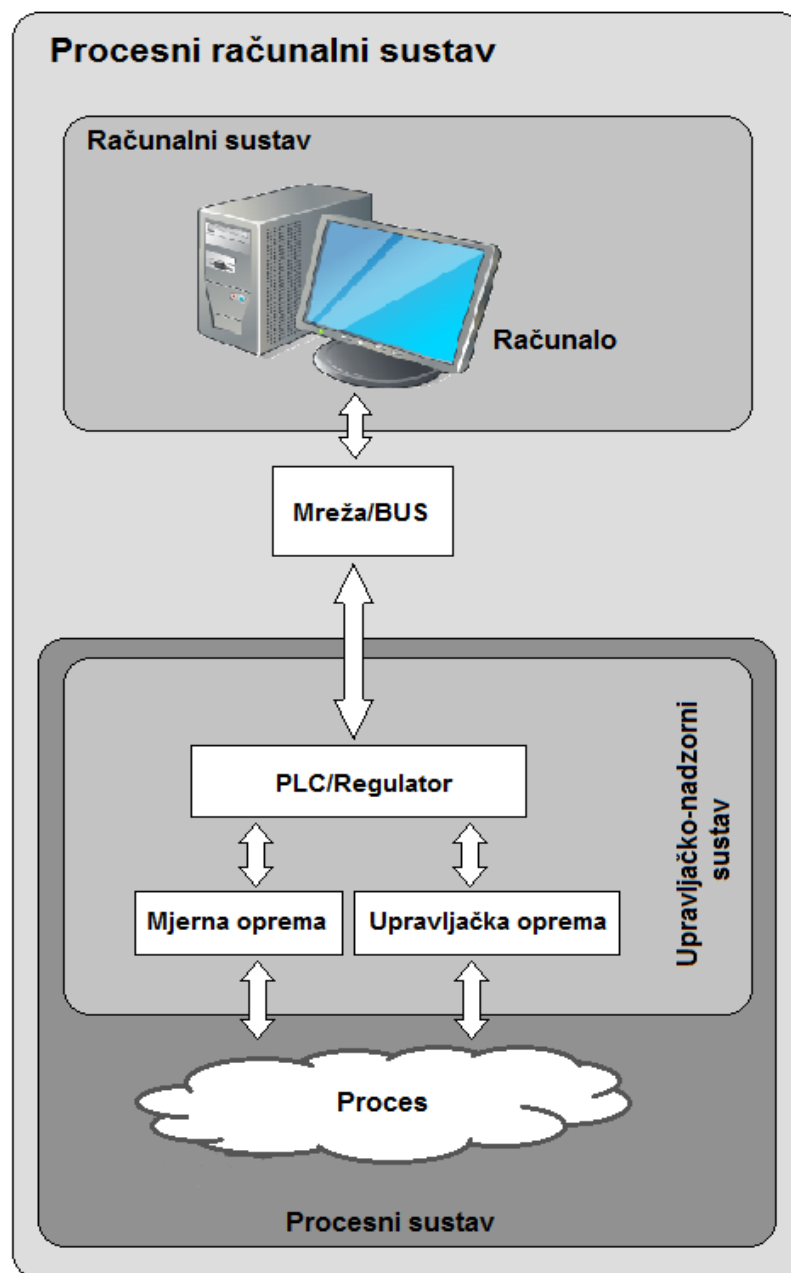 Procesni računalni sustav
Računalni sustav
Računalo
Mreža/BUS
Upravljačko-nadzorni
sustav
PLC/Regulator
Mjerna oprema
Upravljačka oprema
Proces
Procesni sustav